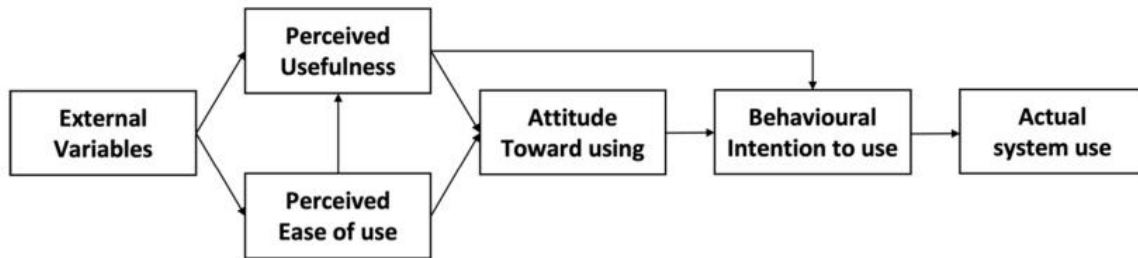 Perceived
Usefulness
External
Variables
Attitude
Toward using
Behavioural
Intention to use
Actual
system use
Perceived
Ease of use